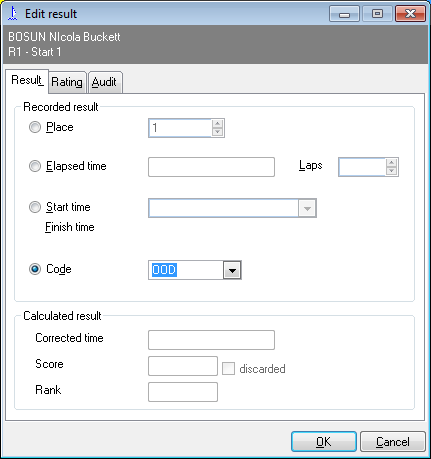 Edit result
BOSUN NIcola Buckett
R1 - Start 1
Result Rating Audit
Recorded result
Place 1
Elapsed time Laps
Start time
Finish time
Code OOD
Calculated result
Corrected time
Score discarded
Rank
OK Cancel